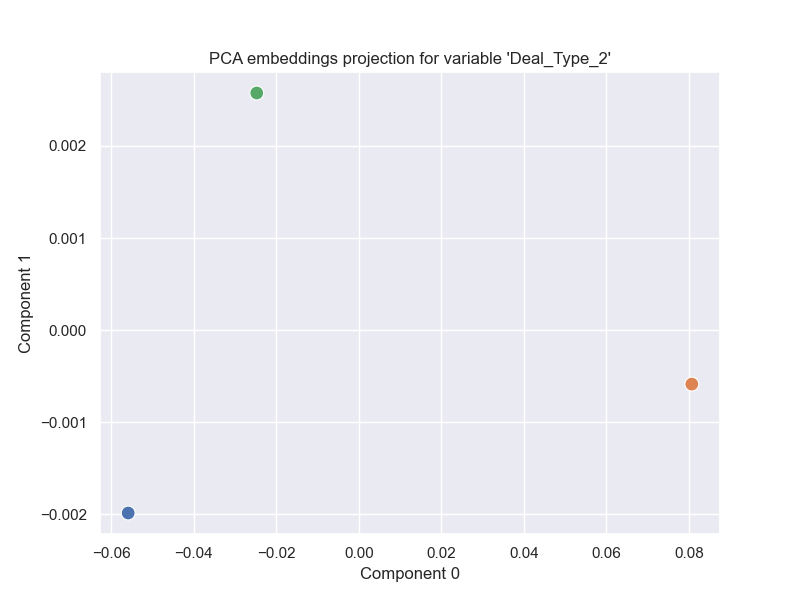 PCA embeddings projection for variable 'Deal_Type_2'
0.002
0.001
0.000
−0.001
−0.002
Component 1
−0.06 −0.04 −0.02 0.00 0.02 0.04 0.06 0.08
Component 0